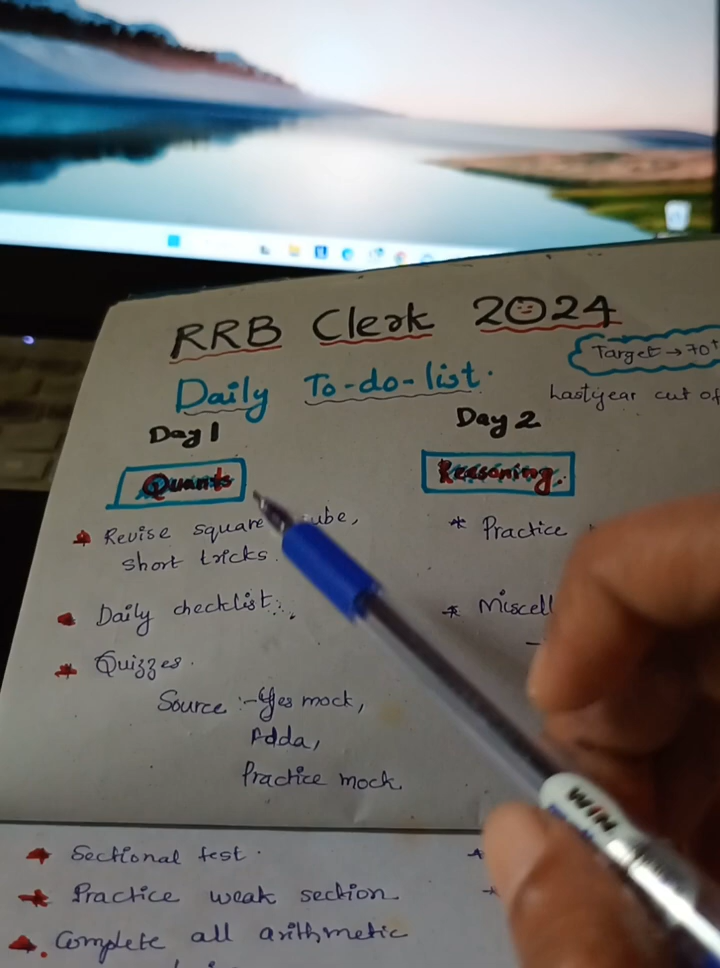 RRB Clerk 2024
Target → 70+
Daily To-do-list.
Last year cut
Day 1
Quants
* Revise square cube,
short tricks.
* Daily checklist
* Quizzes.
Source :- Yes mock,
Adda,
Practice mock.
* Sectional test.
* Practice weak section
* Complete all arithmetic
Day 2
Reasoning.
* Practice
*
WIN